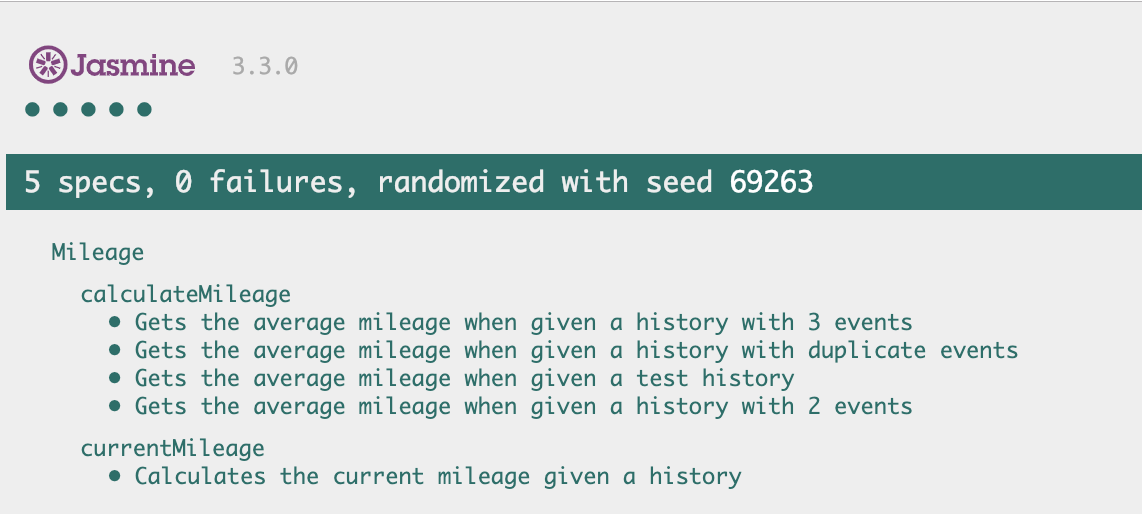 Jasmine 3.3.0
5 specs, 0 failures, randomized with seed 69263
Mileage
calculateMileage
• Gets the average mileage when given a history with 3 events
• Gets the average mileage when given a history with duplicate events
• Gets the average mileage when given a test history
• Gets the average mileage when given a history with 2 events
currentMileage
• Calculates the current mileage given a history